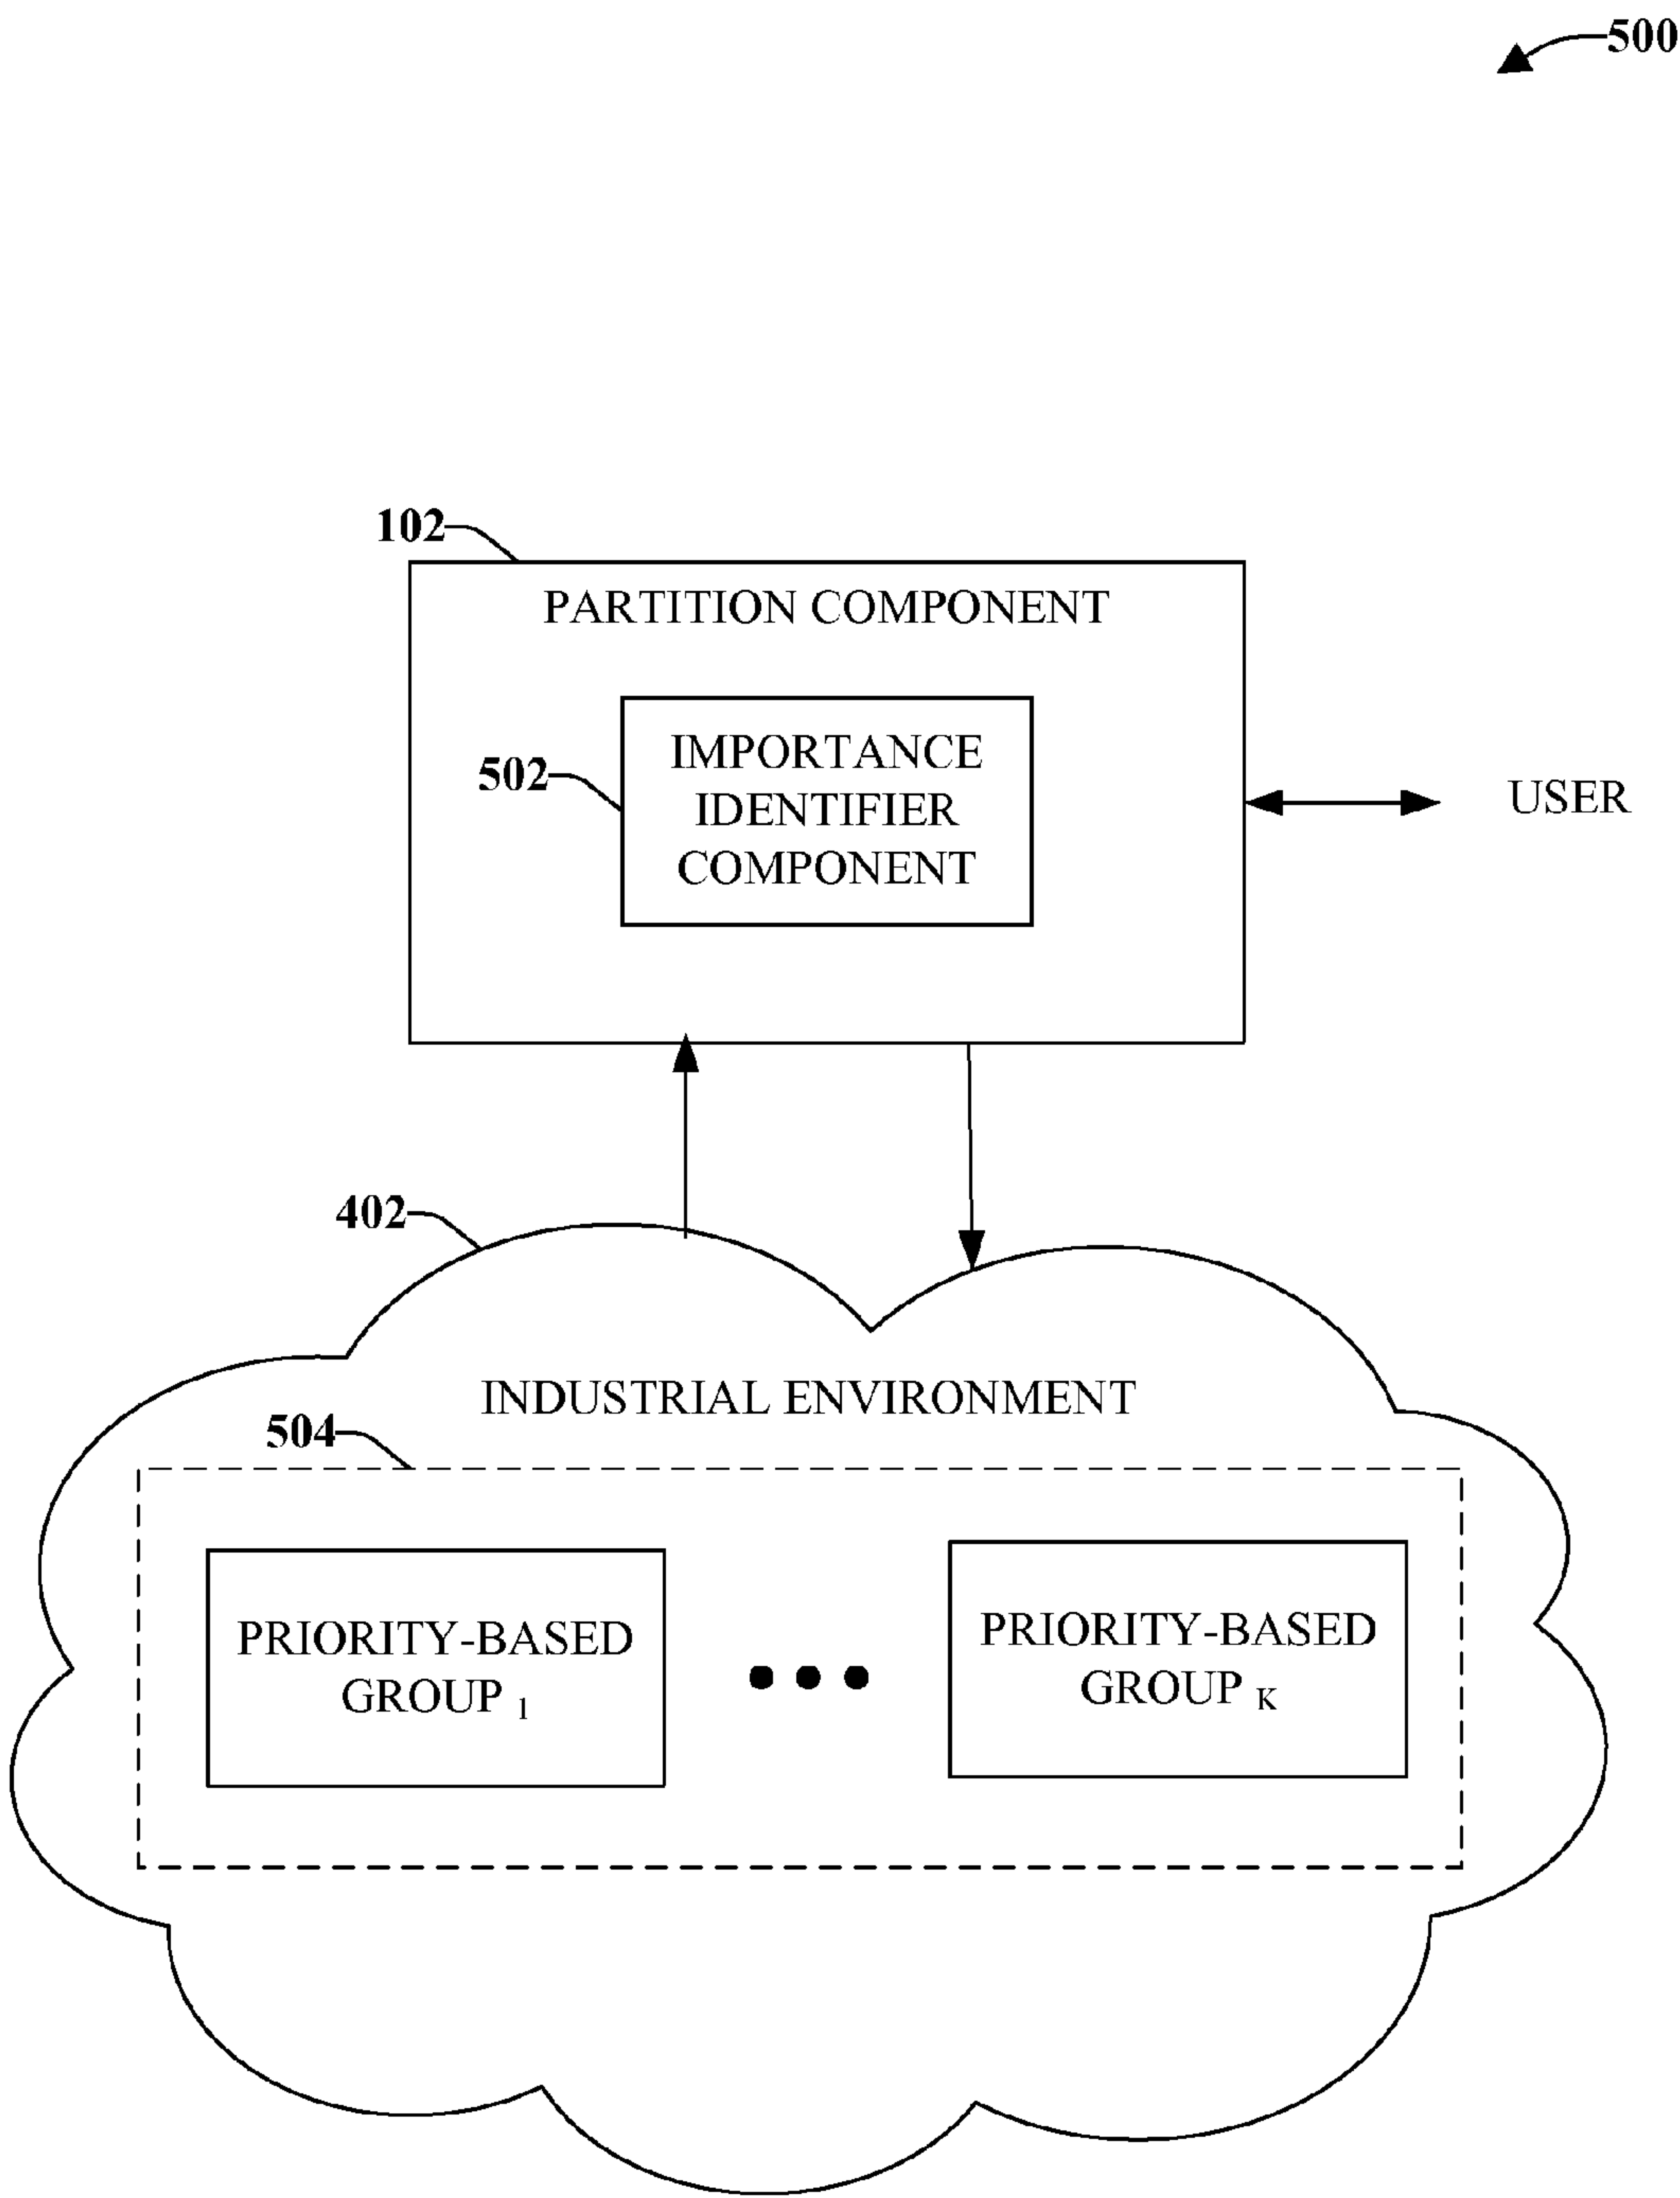 500
102
PARTITION COMPONENT
502
IMPORTANCE
IDENTIFIER
COMPONENT
USER
402
INDUSTRIAL ENVIRONMENT
504
PRIORITY-BASED
GROUP 1
PRIORITY-BASED
GROUP K